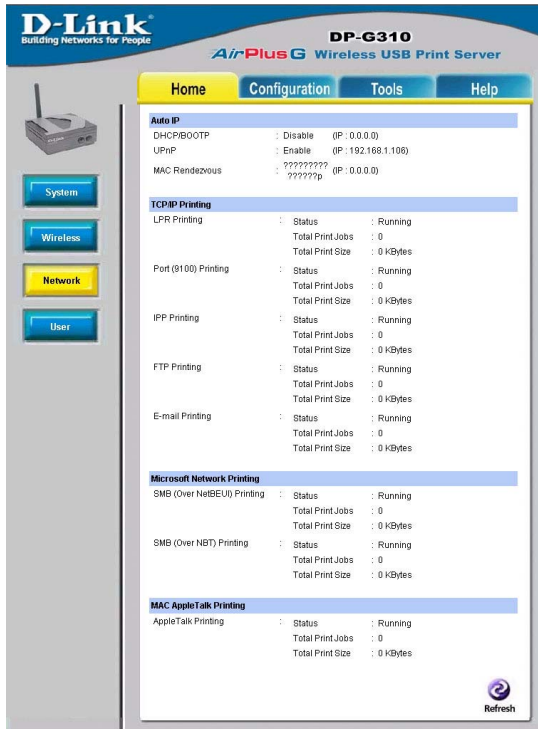 D-Link
Building Networks for People
DP-G310
AirPlus G Wireless USB Print Server
Home Configuration Tools Help
System
Wireless
Network
User
Auto IP
DHCP/BOOTP : Disable (IP : 0.0.0.0)
UPnP : Enable (IP : 192.168.1.106)
MAC Rendezvous : ????????? ??????p (IP : 0.0.0.0)
TCP/IP Printing
LPR Printing : Status : Running
Total Print Jobs : 0
Total Print Size : 0 KBytes
Port (9100) Printing : Status : Running
Total Print Jobs : 0
Total Print Size : 0 KBytes
IPP Printing : Status : Running
Total Print Jobs : 0
Total Print Size : 0 KBytes
FTP Printing : Status : Running
Total Print Jobs : 0
Total Print Size : 0 KBytes
E-mail Printing : Status : Running
Total Print Jobs : 0
Total Print Size : 0 KBytes
Microsoft Network Printing
SMB (Over NetBEUI) Printing : Status : Running
Total Print Jobs : 0
Total Print Size : 0 KBytes
SMB (Over NBT) Printing : Status : Running
Total Print Jobs : 0
Total Print Size : 0 KBytes
MAC AppleTalk Printing
AppleTalk Printing : Status : Running
Total Print Jobs : 0
Total Print Size : 0 KBytes
Refresh